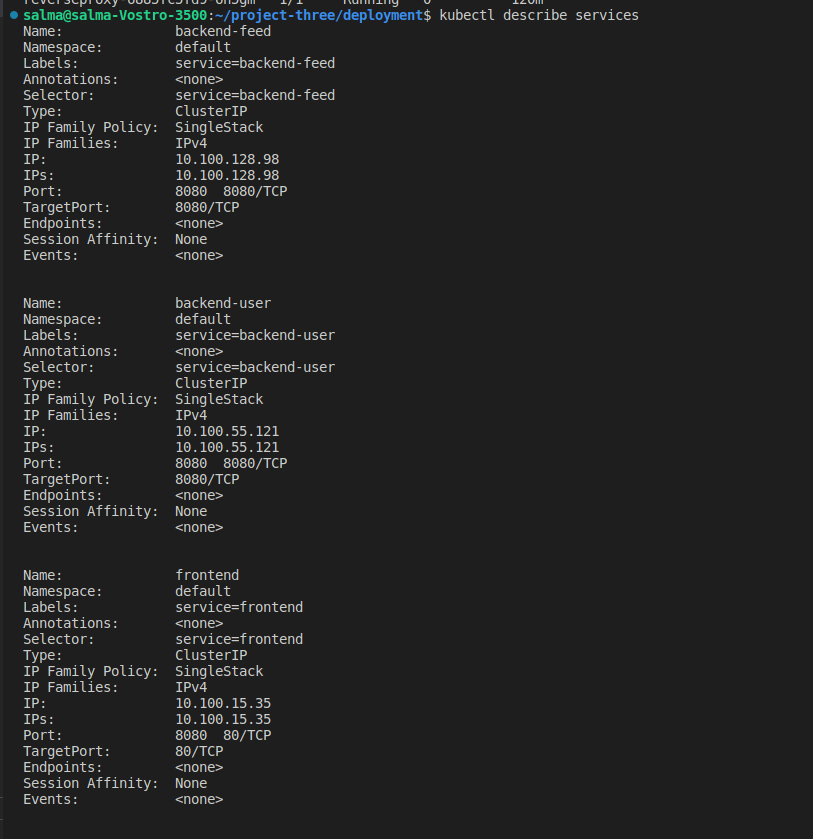 salma@salma-Vostro-3500:~/project-three/deployment$ kubectl describe services
Name:              backend-feed
Namespace:         default
Labels:            service=backend-feed
Annotations:       <none>
Selector:          service=backend-feed
Type:              ClusterIP
IP Family Policy:  SingleStack
IP Families:       IPv4
IP:                10.100.128.98
IPs:               10.100.128.98
Port:              8080  8080/TCP
TargetPort:        8080/TCP
Endpoints:         <none>
Session Affinity:  None
Events:            <none>
Name:              backend-user
Namespace:         default
Labels:            service=backend-user
Annotations:       <none>
Selector:          service=backend-user
Type:              ClusterIP
IP Family Policy:  SingleStack
IP Families:       IPv4
IP:                10.100.55.121
IPs:               10.100.55.121
Port:              8080  8080/TCP
TargetPort:        8080/TCP
Endpoints:         <none>
Session Affinity:  None
Events:            <none>
Name:              frontend
Namespace:         default
Labels:            service=frontend
Annotations:       <none>
Selector:          service=frontend
Type:              ClusterIP
IP Family Policy:  SingleStack
IP Families:       IPv4
IP:                10.100.15.35
IPs:               10.100.15.35
Port:              8080  80/TCP
TargetPort:        80/TCP
Endpoints:         <none>
Session Affinity:  None
Events:            <none>